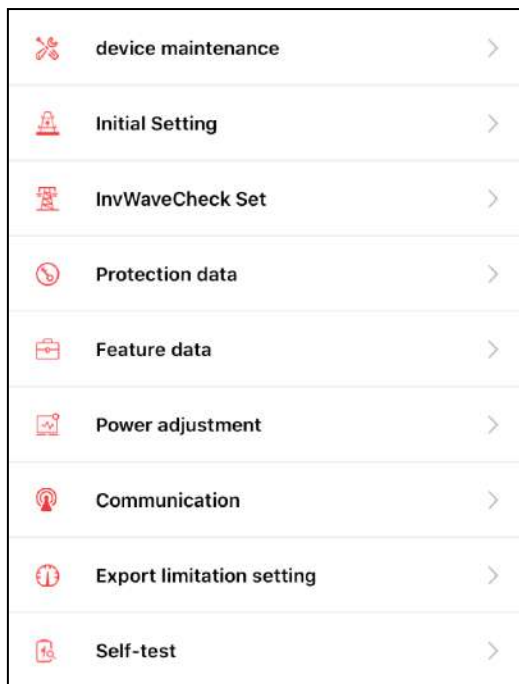 device maintenance
Initial Setting
InvWaveCheck Set
Protection data
Feature data
Power adjustment
Communication
Export limitation setting
Self-test